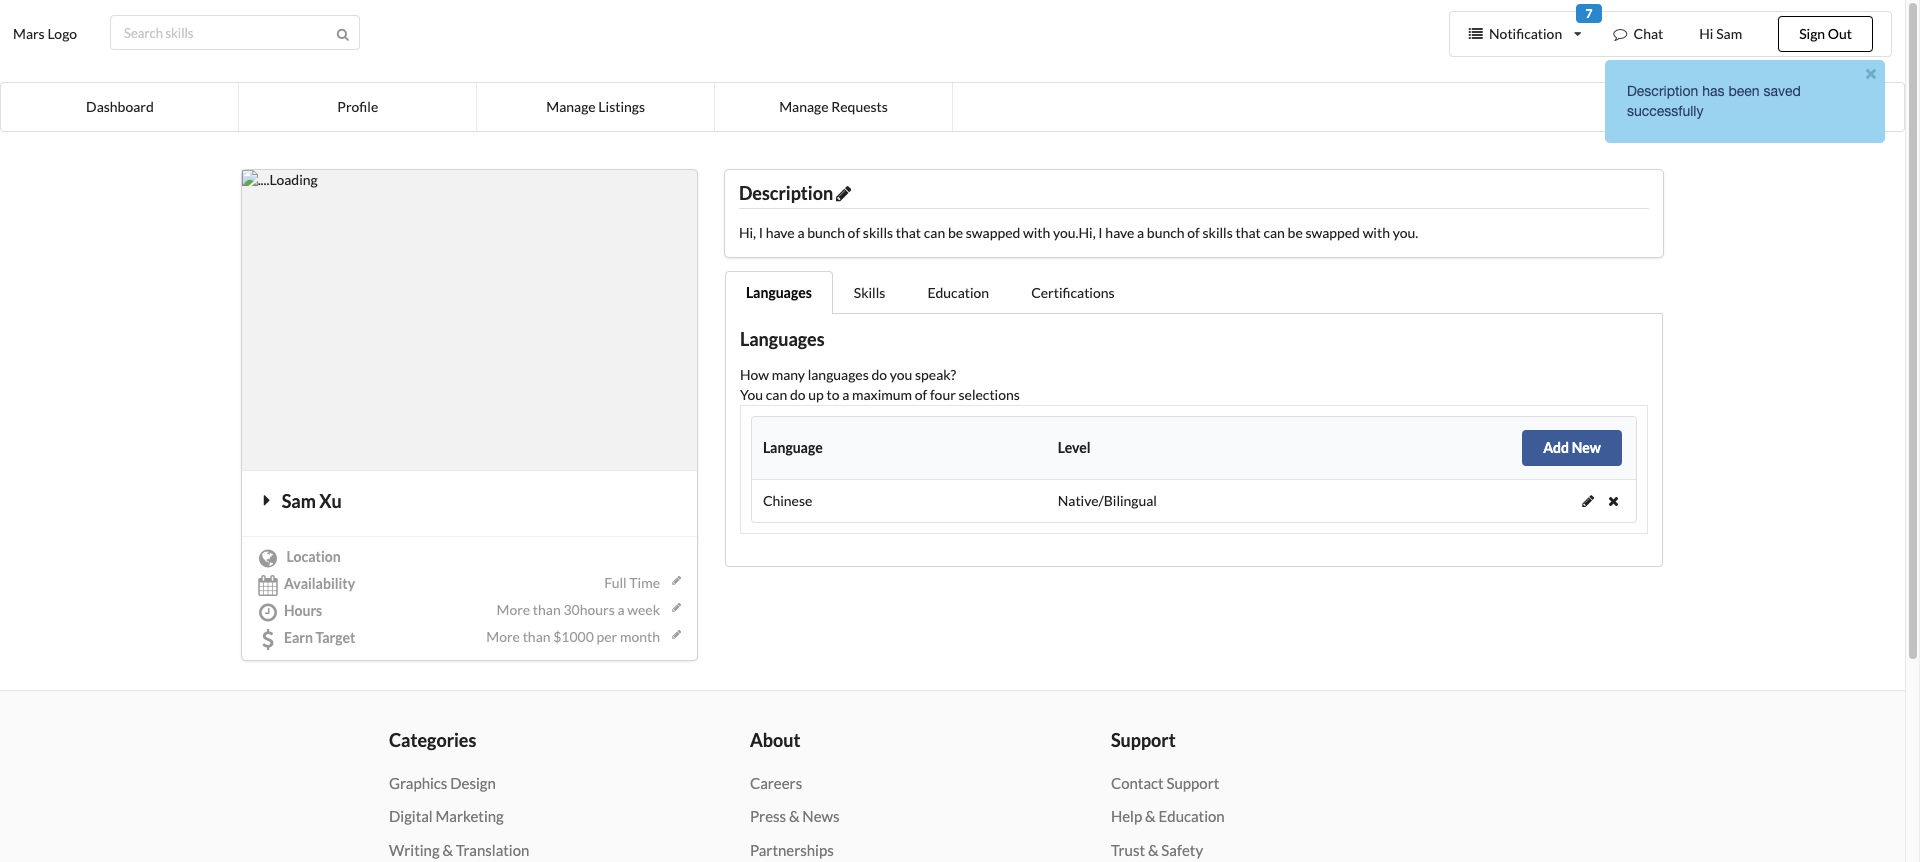 Mars Logo
Search skills
7
Notification
Chat
Hi Sam
Sign Out
Dashboard
Profile
Manage Listings
Manage Requests
Description has been saved
successfully
....Loading
Sam Xu
Location
Availability
Full Time
Hours
More than 30hours a week
Earn Target
More than $1000 per month
Description
Hi, I have a bunch of skills that can be swapped with you.Hi, I have a bunch of skills that can be swapped with you.
Languages
Skills
Education
Certifications
Languages
How many languages do you speak?
You can do up to a maximum of four selections
Language
Level
Add New
Chinese
Native/Bilingual
Categories
Graphics Design
Digital Marketing
Writing & Translation
About
Careers
Press & News
Partnerships
Support
Contact Support
Help & Education
Trust & Safety